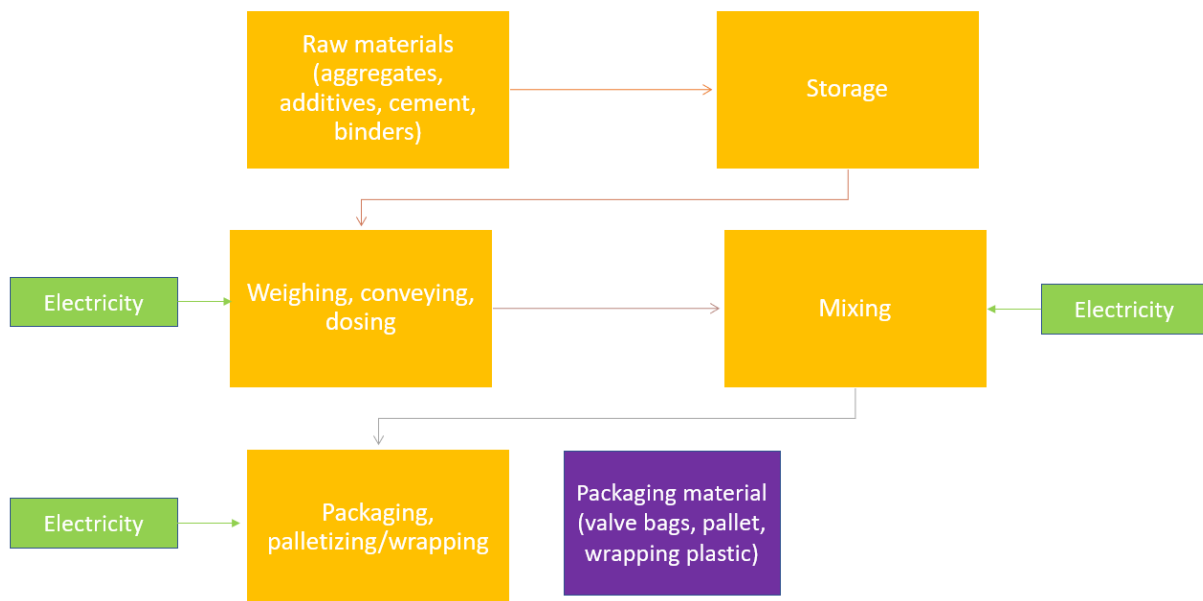 Raw materials
(aggregates,
additives, cement,
binders)
Storage
Electricity
Weighing, conveying,
dosing
Mixing
Electricity
Electricity
Packaging,
palletizing/wrapping
Packaging material
(valve bags, pallet,
wrapping plastic)